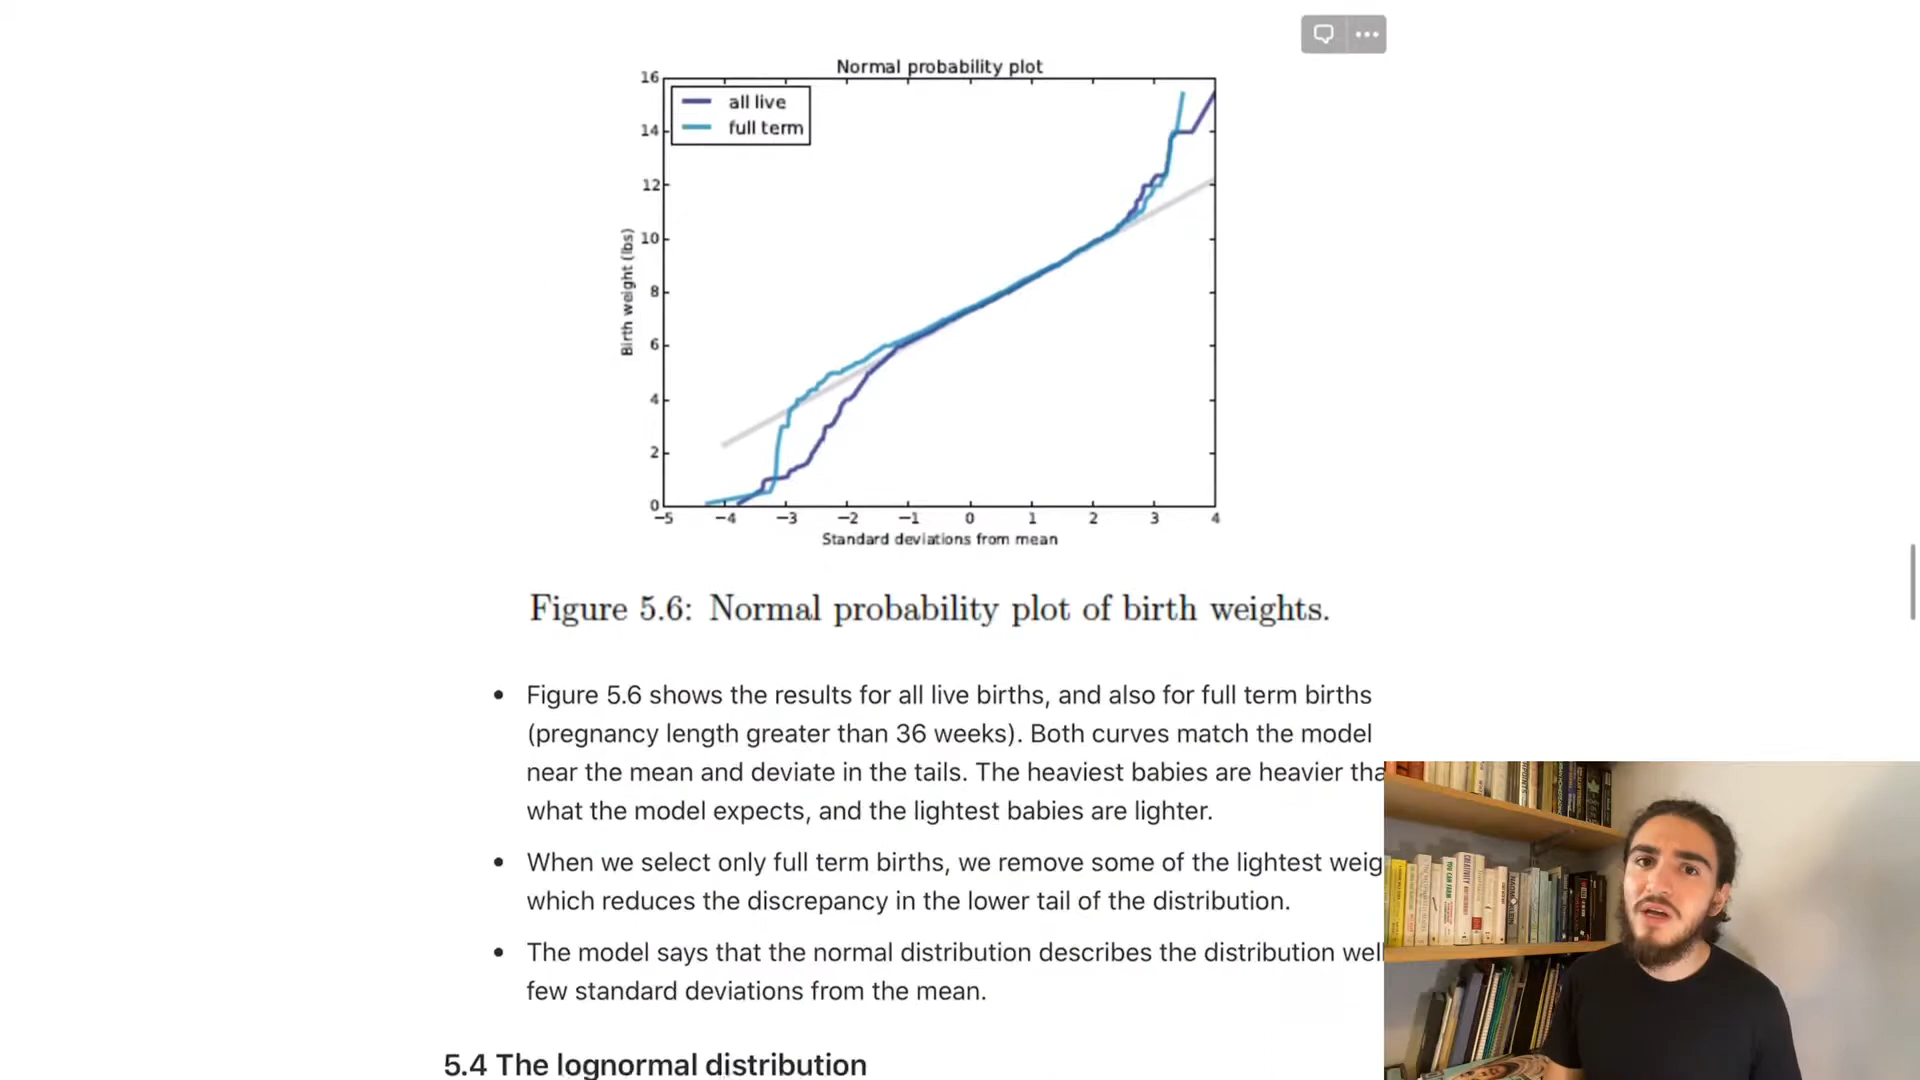 Normal probability plot
all live
full term
16
14
12
10
8
6
4
2
0
Birth weight (lbs)
−5 −4 −3 −2 −1 0 1 2 3 4
Standard deviations from mean
Figure 5.6: Normal probability plot of birth weights.
• Figure 5.6 shows the results for all live births, and also for full term births
(pregnancy length greater than 36 weeks). Both curves match the model
near the mean and deviate in the tails. The heaviest babies are heavier tha
what the model expects, and the lightest babies are lighter.
• When we select only full term births, we remove some of the lightest weig
which reduces the discrepancy in the lower tail of the distribution.
• The model says that the normal distribution describes the distribution well
few standard deviations from the mean.
5.4 The lognormal distribution